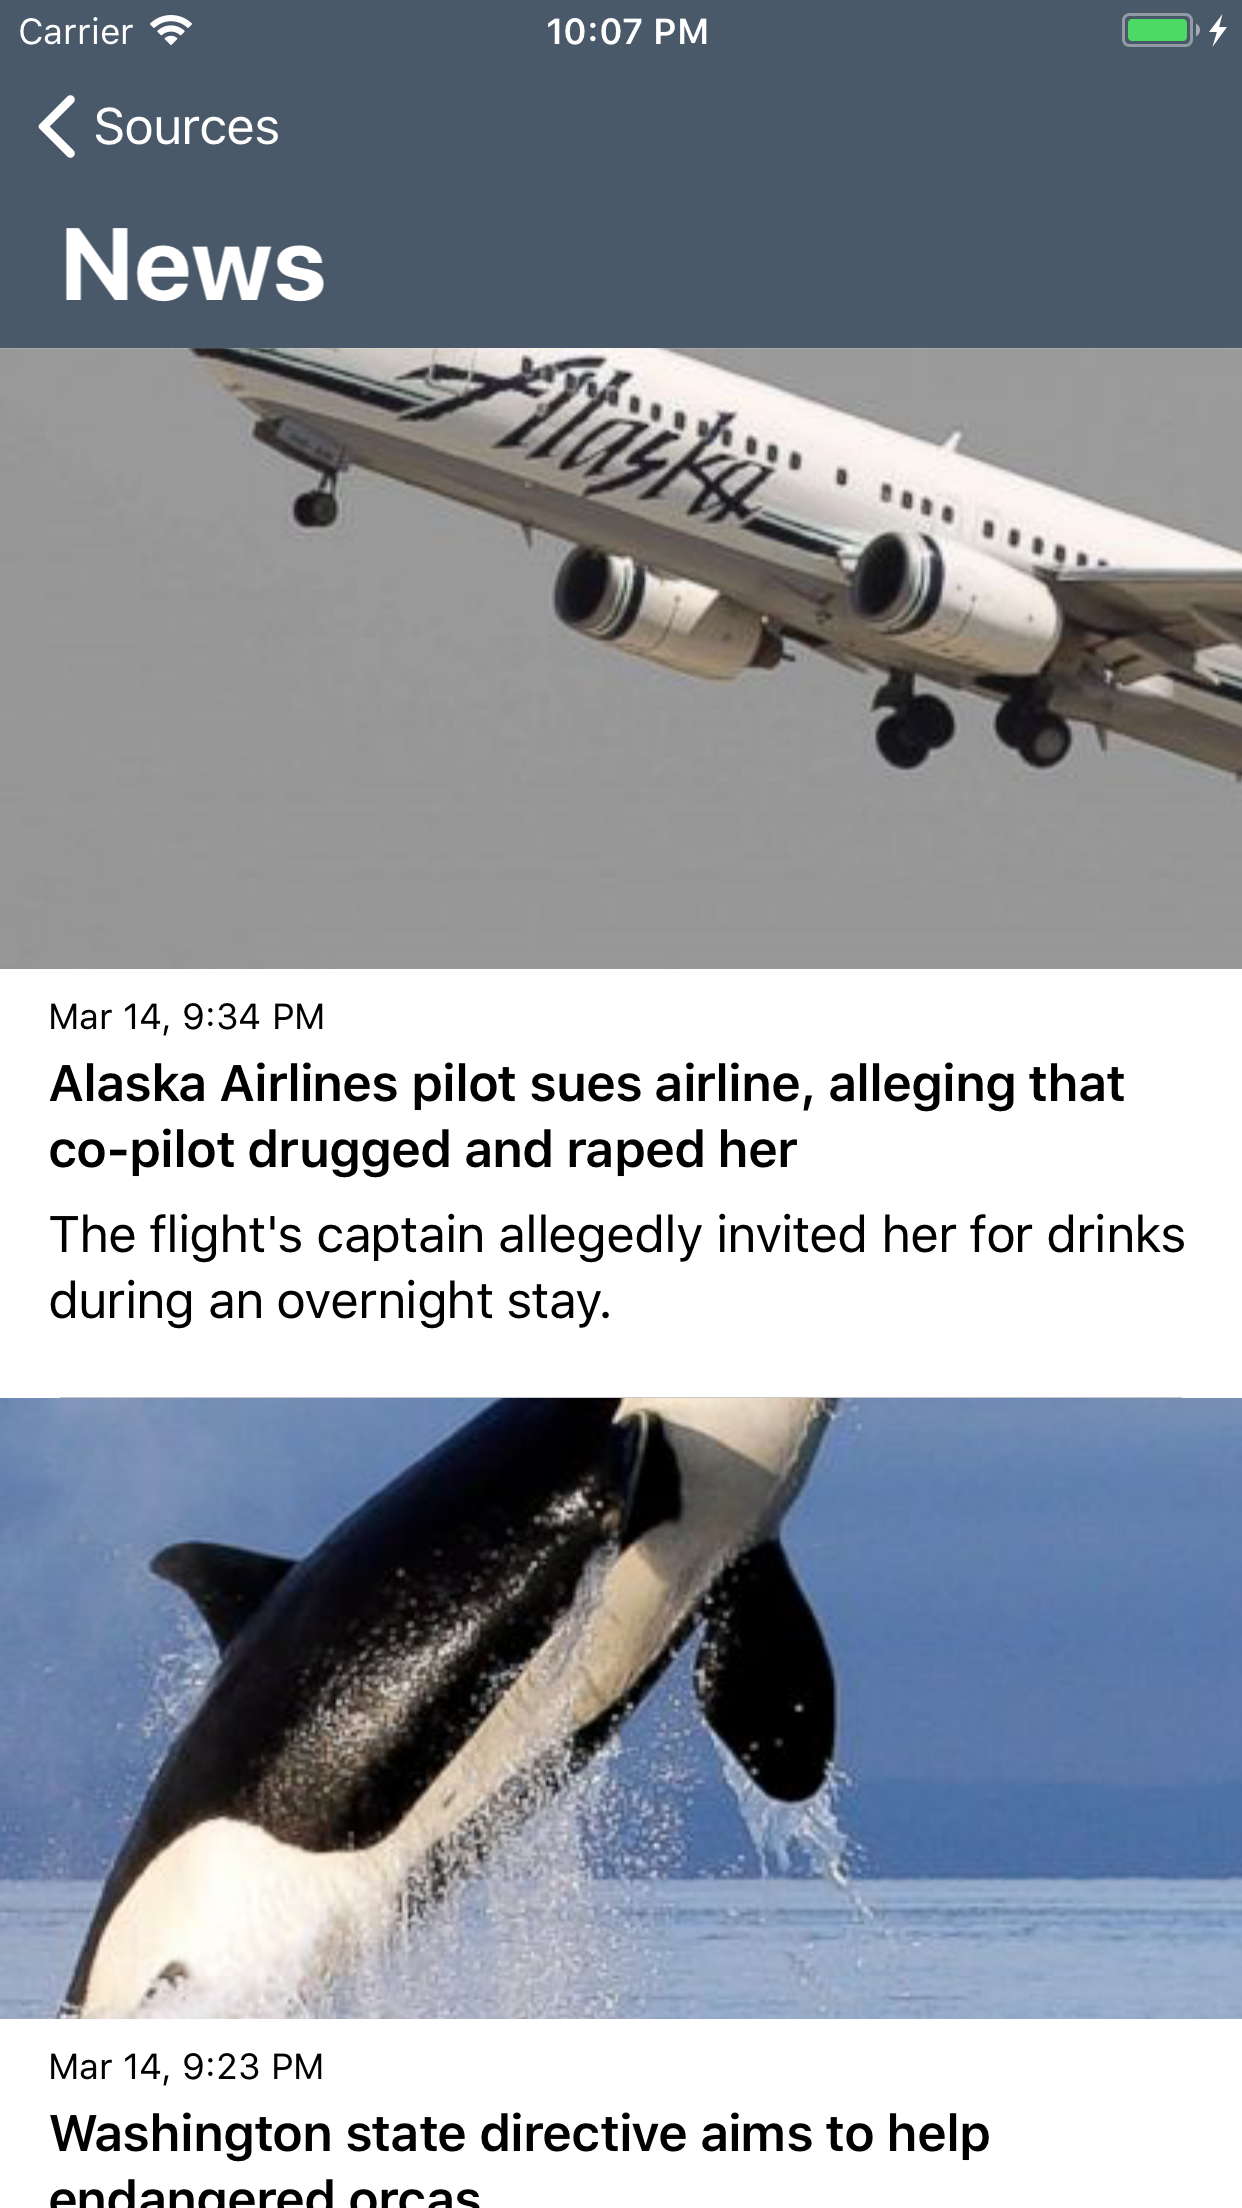 Carrier
10:07 PM
Sources
News
Alaska
Mar 14, 9:34 PM
Alaska Airlines pilot sues airline, alleging that
co-pilot drugged and raped her
The flight's captain allegedly invited her for drinks
during an overnight stay.
Mar 14, 9:23 PM
Washington state directive aims to help
endangered orcas